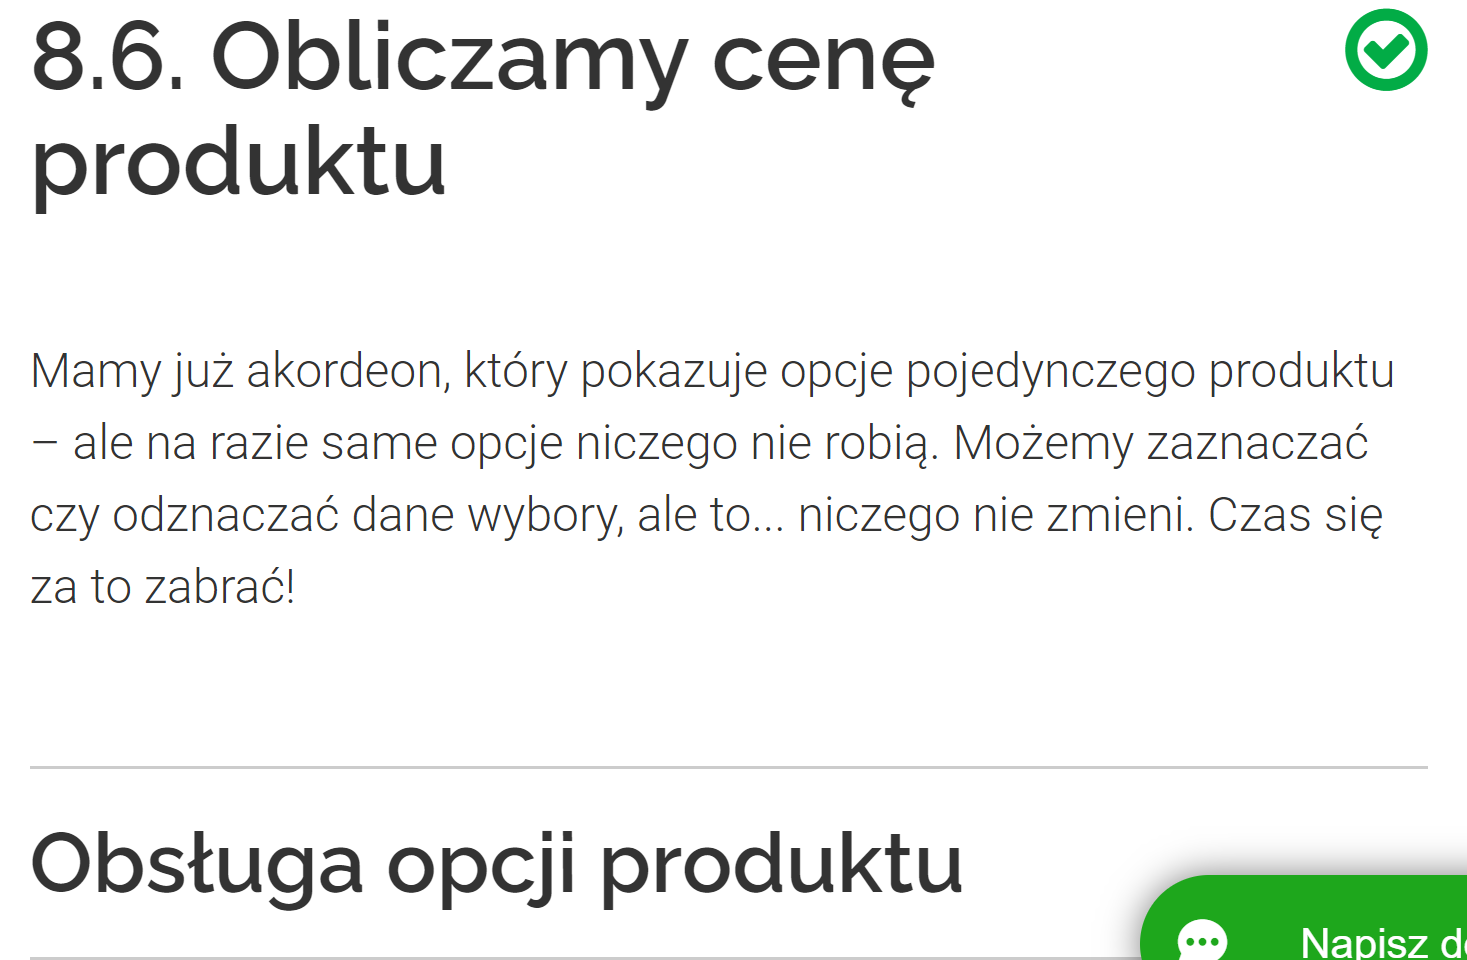 8.6. Obliczamy cenę
produktu
Mamy już akordeon, który pokazuje opcje pojedynczego produktu
– ale na razie same opcje niczego nie robią. Możemy zaznaczać
czy odznaczać dane wybory, ale to... niczego nie zmieni. Czas się
za to zabrać!
Obsługa opcji produktu
Napisz